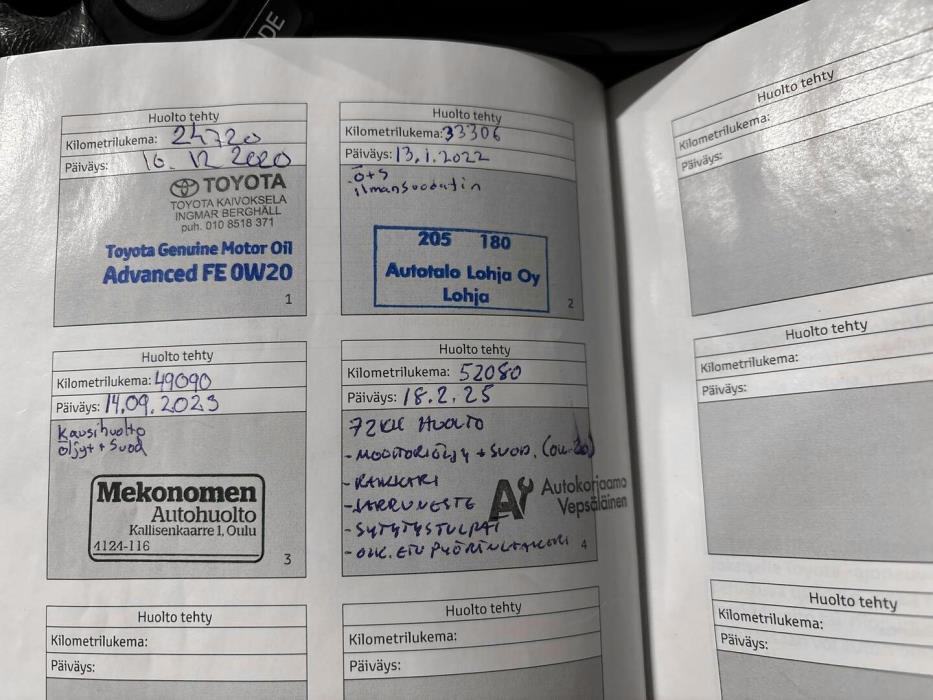 DE
Huolto tehty
Kilometrilukema: 24720
Päiväys: 10.12 2020
TOYOTA
TOYOTA KAIVOKSELA
INGMAR BERGHÄLL
puh. 010 8518 371
Toyota Genuine Motor Oil
Advanced FE 0W20
1
Huolto tehty
Kilometrilukema: 33306
Päiväys: 13.1.2022
Ö+S
ilmansuodatin
205 180
Autotalo Lohja Oy
Lohja
2
Huolto tehty
Kilometrilukema: 49090
Päiväys: 14.09.2023
Kausihuolto
Öljyt + Suod
Mekonomen
Autohuolto
Kallisenkaarre 1, Oulu
4124-116
3
Huolto tehty
Kilometrilukema: 52080
Päiväys: 18.2.25
72KK HUOLTO
- MOOTTORIÖLJY + SUOD.
- RAIKKARI
- JARRUNESTE
- SYTYTYSTULPAT
- OIK. ETUPYÖRÄNLAAKERI
Autokorjaamo
Vepsäläinen
4
Huolto tehty
Kilometrilukema:
Päiväys:
Huolto tehty
Kilometrilukema:
Päiväys:
Huolto tehty
Kilometrilukema:
Päiväys:
Huolto tehty
Kilometrilukema:
Päiväys:
Huolto tehty
Kilometrilukema:
Päiväys: